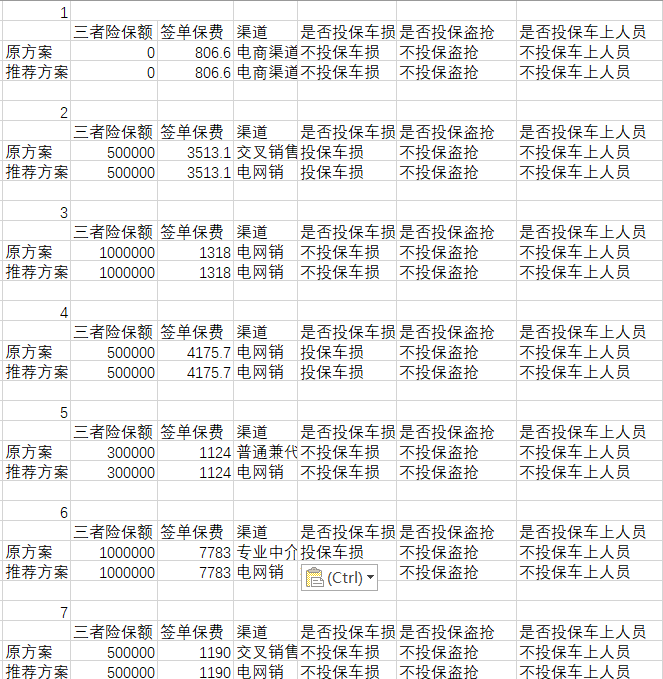 1
三者险保额 签单保费 渠道 是否投保车损 是否投保盗抢 是否投保车上人员
原方案 0 806.6 电商渠道 不投保车损 不投保盗抢 不投保车上人员
推荐方案 0 806.6 电商渠道 不投保车损 不投保盗抢 不投保车上人员
2
三者险保额 签单保费 渠道 是否投保车损 是否投保盗抢 是否投保车上人员
原方案 500000 3513.1 交叉销售 投保车损 不投保盗抢 不投保车上人员
推荐方案 500000 3513.1 电网销 投保车损 不投保盗抢 不投保车上人员
3
三者险保额 签单保费 渠道 是否投保车损 是否投保盗抢 是否投保车上人员
原方案 1000000 1318 电网销 不投保车损 不投保盗抢 不投保车上人员
推荐方案 1000000 1318 电网销 不投保车损 不投保盗抢 不投保车上人员
4
三者险保额 签单保费 渠道 是否投保车损 是否投保盗抢 是否投保车上人员
原方案 500000 4175.7 电网销 投保车损 不投保盗抢 不投保车上人员
推荐方案 500000 4175.7 电网销 投保车损 不投保盗抢 不投保车上人员
5
三者险保额 签单保费 渠道 是否投保车损 是否投保盗抢 是否投保车上人员
原方案 300000 1124 普通兼代 不投保车损 不投保盗抢 不投保车上人员
推荐方案 300000 1124 电网销 不投保车损 不投保盗抢 不投保车上人员
6
三者险保额 签单保费 渠道 是否投保车损 是否投保盗抢 是否投保车上人员
原方案 1000000 7783 专业中介 投保车损 不投保盗抢 不投保车上人员
推荐方案 1000000 7783 电网销 (Ctrl) 不投保盗抢 不投保车上人员
7
三者险保额 签单保费 渠道 是否投保车损 是否投保盗抢 是否投保车上人员
原方案 500000 1190 交叉销售 不投保车损 不投保盗抢 不投保车上人员
推荐方案 500000 1190 电网销 不投保车损 不投保盗抢 不投保车上人员